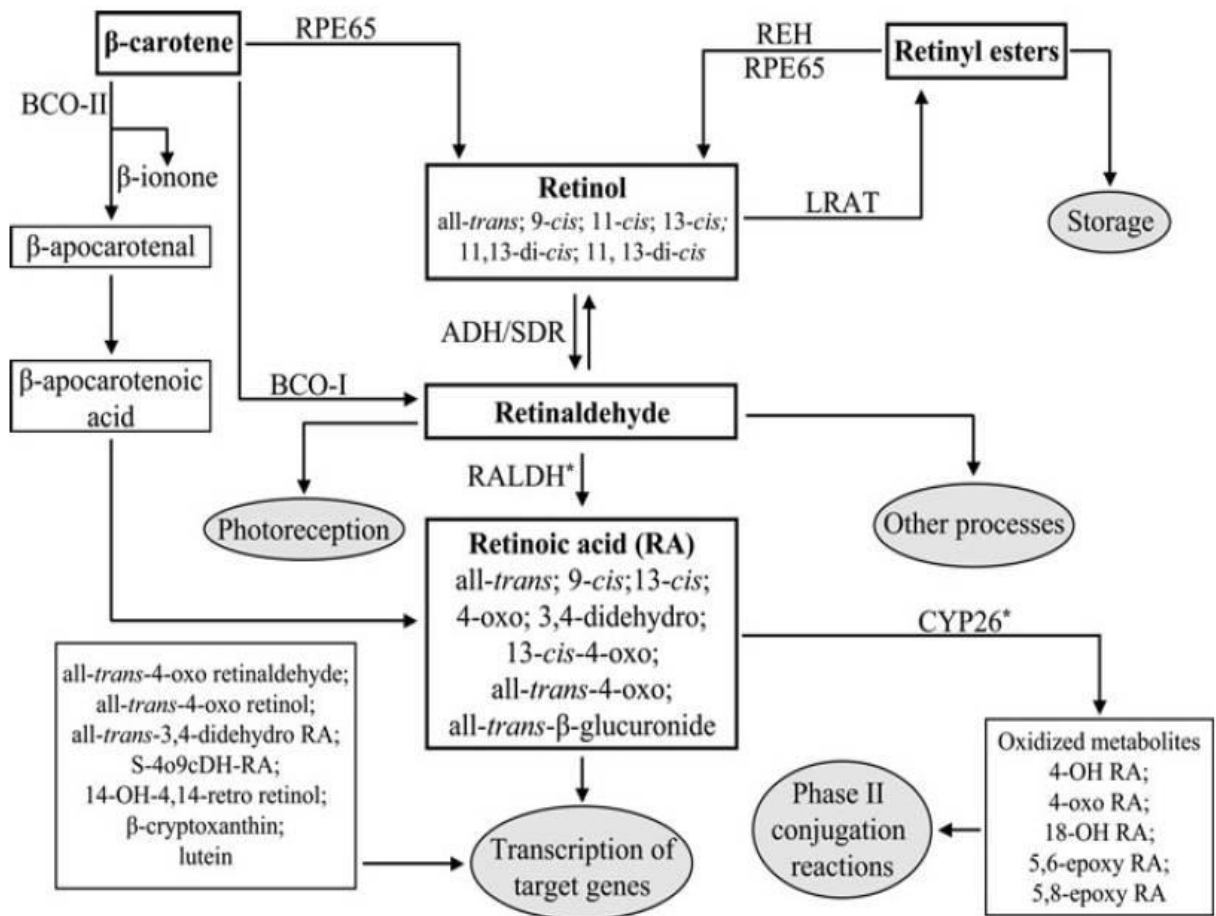 β-carotene
RPE65
REH
RPE65
Retinyl esters
BCO-II
β-ionone
Retinol
all-trans; 9-cis; 11-cis; 13-cis;
11,13-di-cis; 11, 13-di-cis
LRAT
Storage
β-apocarotenal
ADH/SDR
β-apocarotenoic
acid
BCO-I
Retinaldehyde
RALDH*
Photoreception
Other processes
Retinoic acid (RA)
all-trans; 9-cis;13-cis;
4-oxo; 3,4-didehydro;
13-cis-4-oxo;
all-trans-4-oxo;
all-trans-β-glucuronide
CYP26*
all-trans-4-oxo retinaldehyde;
all-trans-4-oxo retinol;
all-trans-3,4-didehydro RA;
S-4o9cDH-RA;
14-OH-4,14-retro retinol;
β-cryptoxanthin;
lutein
Transcription of
target genes
Phase II
conjugation
reactions
Oxidized metabolites
4-OH RA;
4-oxo RA;
18-OH RA;
5,6-epoxy RA;
5,8-epoxy RA